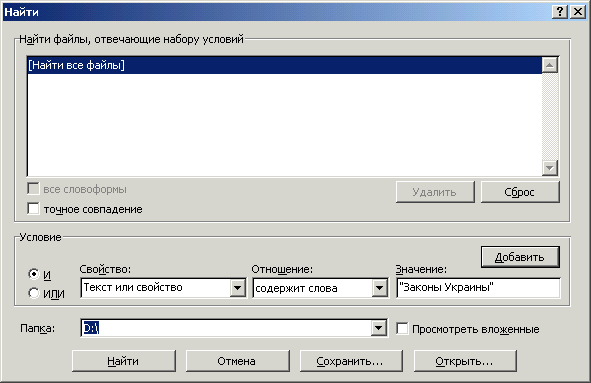 Найти
Найти файлы, отвечающие набору условий
[Найти все файлы]
все словоформы
Удалить
Сброс
точное совпадение
Условие
Добавить
И
Свойство:
Отношение:
Значение:
ИЛИ
Текст или свойство
содержит слова
"Законы Украины"
Папка:
D:\
Просмотреть вложенные
Найти
Отмена
Сохранить...
Открыть...